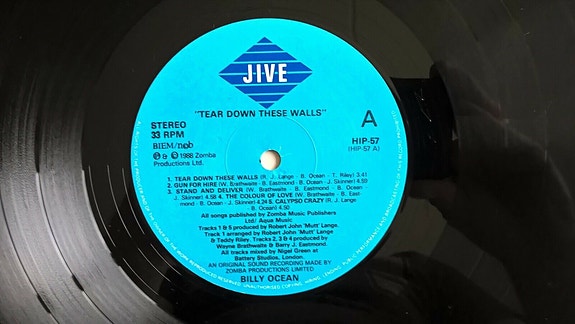 JIVE
"TEAR DOWN THESE WALLS"
STEREO
33 RPM
A
BIEM/ncb
HIP-57
(HIP-57 A)
℗ & © 1988 Zomba
Productions Ltd.
1. TEAR DOWN THESE WALLS (R. J. Lange - B. Ocean - T. Riley) 3.41
2. GUN FOR HIRE (W. Brathwaite - B. Eastmond - B. Ocean - J. Skinner) 4.50
3. STAND AND DELIVER (W. Brathwaite - B. Eastmond - B. Ocean -
J. Skinner) 4.58 4. THE COLOUR OF LOVE (W. Brathwaite - B. East-
mond - B. Ocean - J. Skinner) 4.24 5. CALYPSO CRAZY (R. J. Lange
- B. Ocean) 4.50
All songs published by Zomba Music Publishers
Ltd/ Aqua Music
Tracks 1 & 5 produced by Robert John 'Mutt' Lange
Track 1 arranged by Robert John 'Mutt' Lange
& Teddy Riley. Tracks 2, 3 & 4 produced by
Wayne Brathwaite & Barry J. Eastmond.
All tracks mixed by Nigel Green at
Battery Studios, London.
AN ORIGINAL SOUND RECORDING MADE BY
ZOMBA PRODUCTIONS LIMITED
BILLY OCEAN